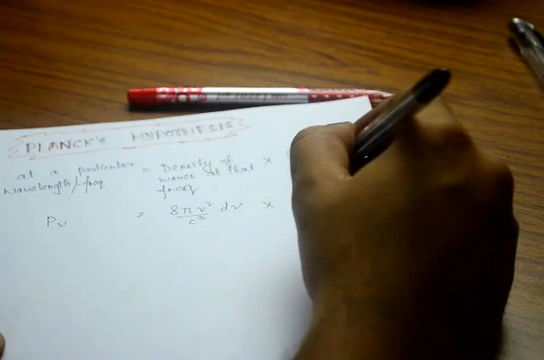 PLANCK'S HYPOTHESIS
at a particular = Density of ×
wavelength/freq waves at that
freq
Pν = 8πν²/c³ dν ×